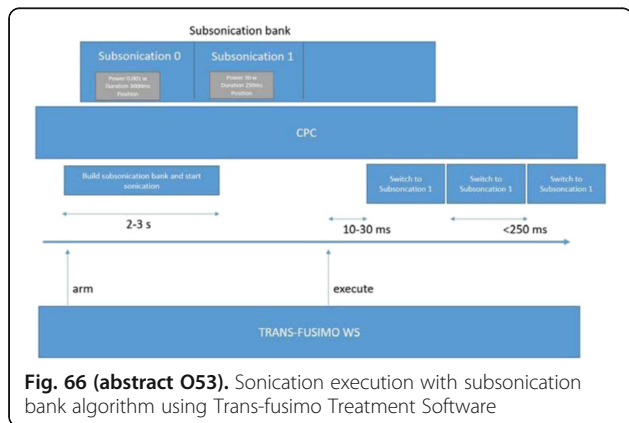 Subsonication bank
Subsonication 0
Subsonication 1
Power 0.001 w
Duration 3000ms
Position
Power 30 w
Duration 250ms
Position
CPC
Build subsonication bank and start
sonication
Switch to
Subsoncation 1
Switch to
Subsoncation 1
Switch to
Subsoncation 1
2-3 s
10-30 ms
<250 ms
arm
execute
TRANS-FUSIMO WS
Fig. 66 (abstract O53). Sonication execution with subsonication
bank algorithm using Trans-fusimo Treatment Software